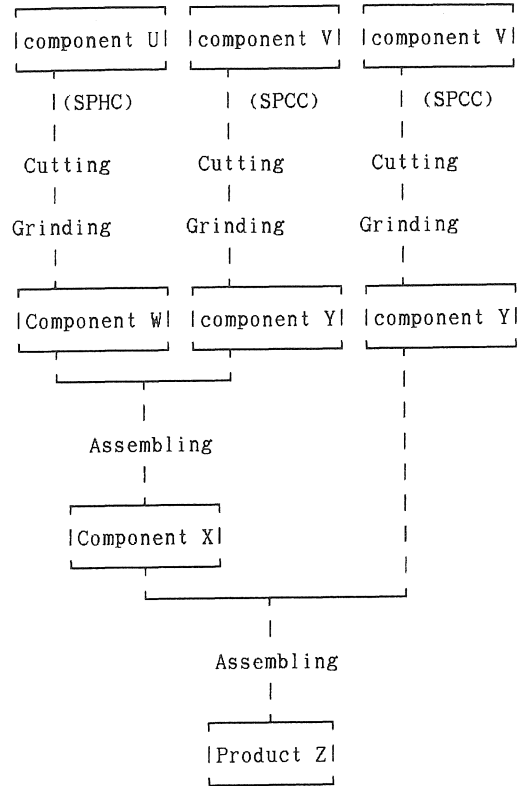 component U component V component V
(SPHC) (SPCC) (SPCC)
Cutting Cutting Cutting
Grinding Grinding Grinding
Component W component Y component Y
Assembling
Component X
Assembling
Product Z